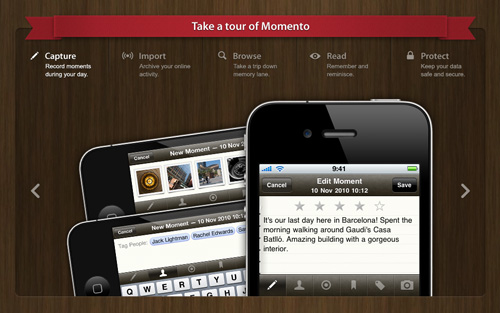 Take a tour of Momento
Capture
Record moments
during your day.
Import
Archive your online
activity.
Browse
Take a trip down
memory lane.
Read
Remember and
reminisce.
Protect
Keep your data
safe and secure.
Cancel
New Moment — 10 Nov 2010 10:12
New Moment — 10 Nov 2010
Cancel
Tag People: Jack Lightman Rachel Edwards
Q W E R T Y U
9:41
Cancel
Edit Moment
10 Nov 2010 10:12
Save
It's our last day here in Barcelona! Spent the
morning walking around Gaudi's Casa
Batlló. Amazing building with a gorgeous
interior.